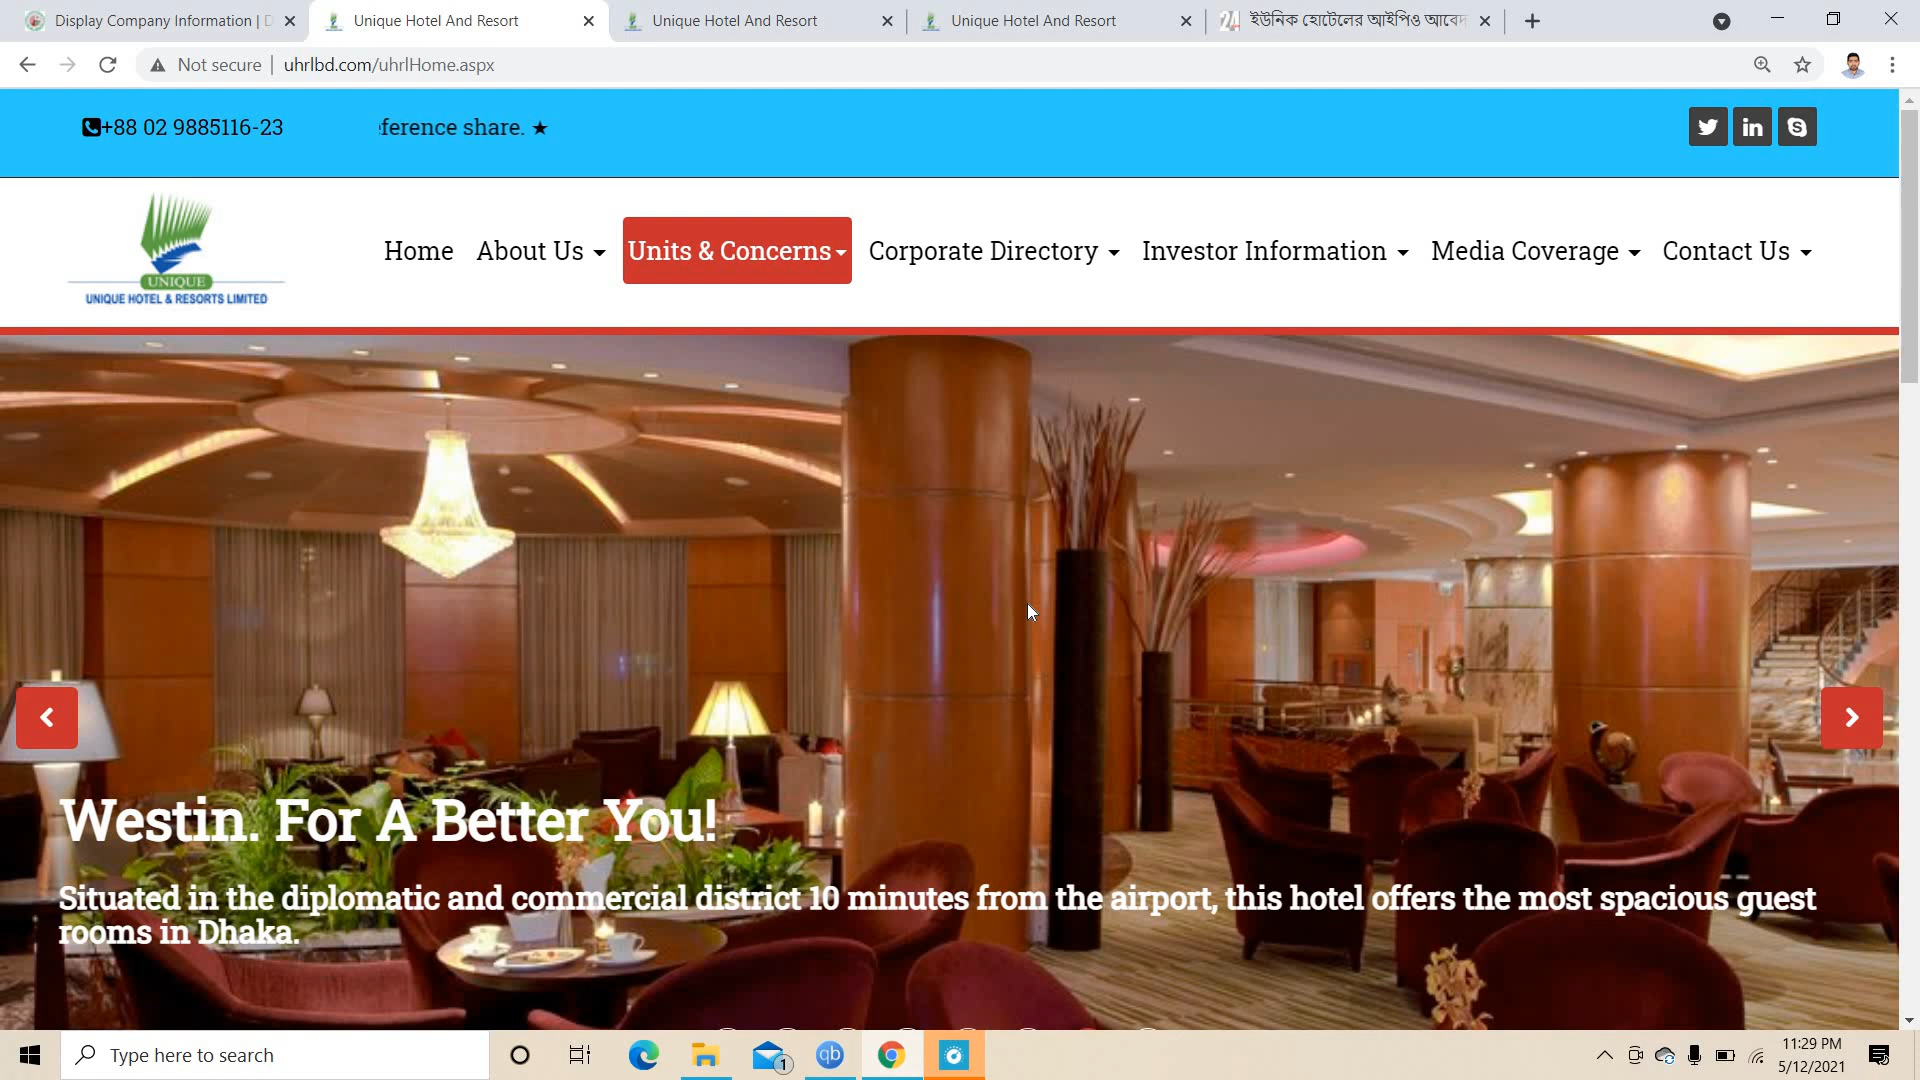 Display Company Information | D
Unique Hotel And Resort
Unique Hotel And Resort
Unique Hotel And Resort
ইউনিক হোটেলের আইপিও আবেদ
Not secure
uhrlbd.com/uhrlHome.aspx
+88 02 9885116-23
ference share. ★
UNIQUE
UNIQUE HOTEL & RESORTS LIMITED
Home
About Us
Units & Concerns
Corporate Directory
Investor Information
Media Coverage
Contact Us
Westin. For A Better You!
Situated in the diplomatic and commercial district 10 minutes from the airport, this hotel offers the most spacious guest
rooms in Dhaka.
Type here to search
1
qb
11:29 PM
5/12/2021